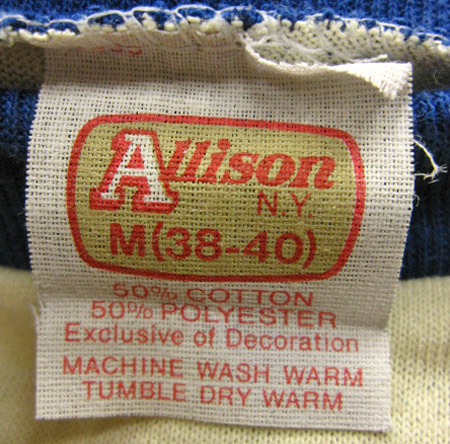 Allison
N.Y.
M(38-40)
50% COTTON
50% POLYESTER
Exclusive of Decoration
MACHINE WASH WARM
TUMBLE DRY WARM